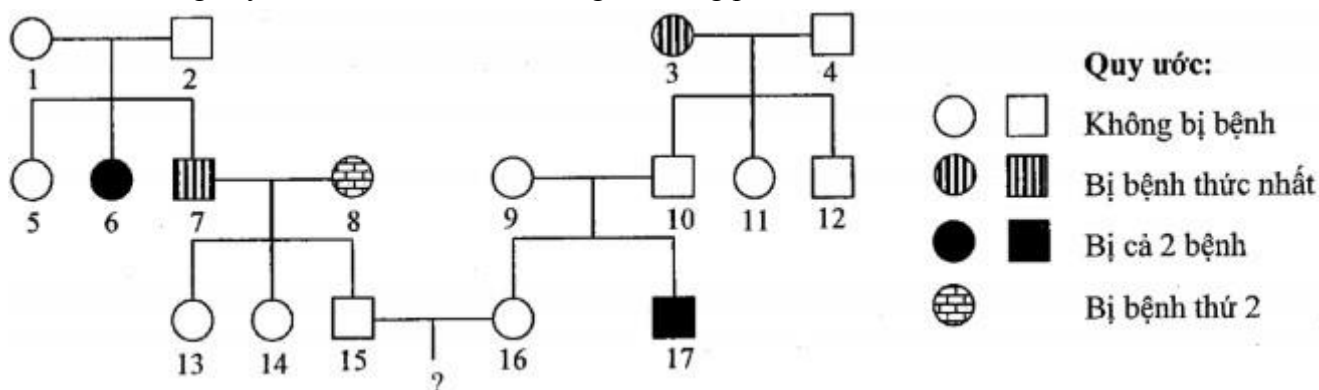 1 2 3 4
Quy ước:
Không bị bệnh
5 6 7 8 9 10 11 12
Bị bệnh thức nhất
Bị cả 2 bệnh
13 14 15 16 17
Bị bệnh thứ 2
?